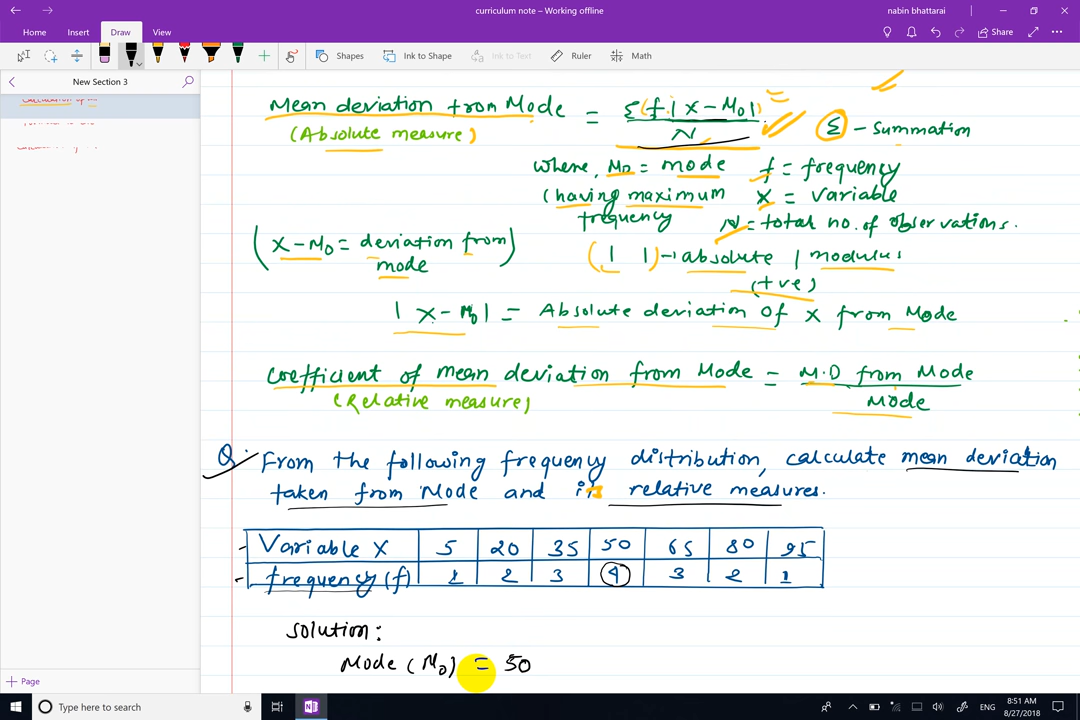 curriculum note – Working offline
nabin bhattarai
Home Insert Draw View
Share
Shapes Ink to Shape Ink to Text Ruler Math
New Section 3
Mean deviation from Mode = Σ(f|X-M0|) / N
(Absolute measure)
Σ - Summation
where, M0 = mode f = frequency
(having maximum X = variable
frequency N = total no. of observations.
(X-M0 = deviation from
mode)
( | | ) → absolute / modulus
(+ve)
|X-M0| = Absolute deviation of X from Mode
Coefficient of mean deviation from Mode = M.D from Mode / Mode
(Relative measure)
Q. From the following frequency distribution, calculate mean deviation
taken from Mode and its relative measures.
Variable X 5 20 35 50 65 80 95
frequency (f) 1 2 3 4 3 2 1
Solution:
Mode (M0) = 50
+ Page
Type here to search
ENG
8:51 AM
8/27/2018